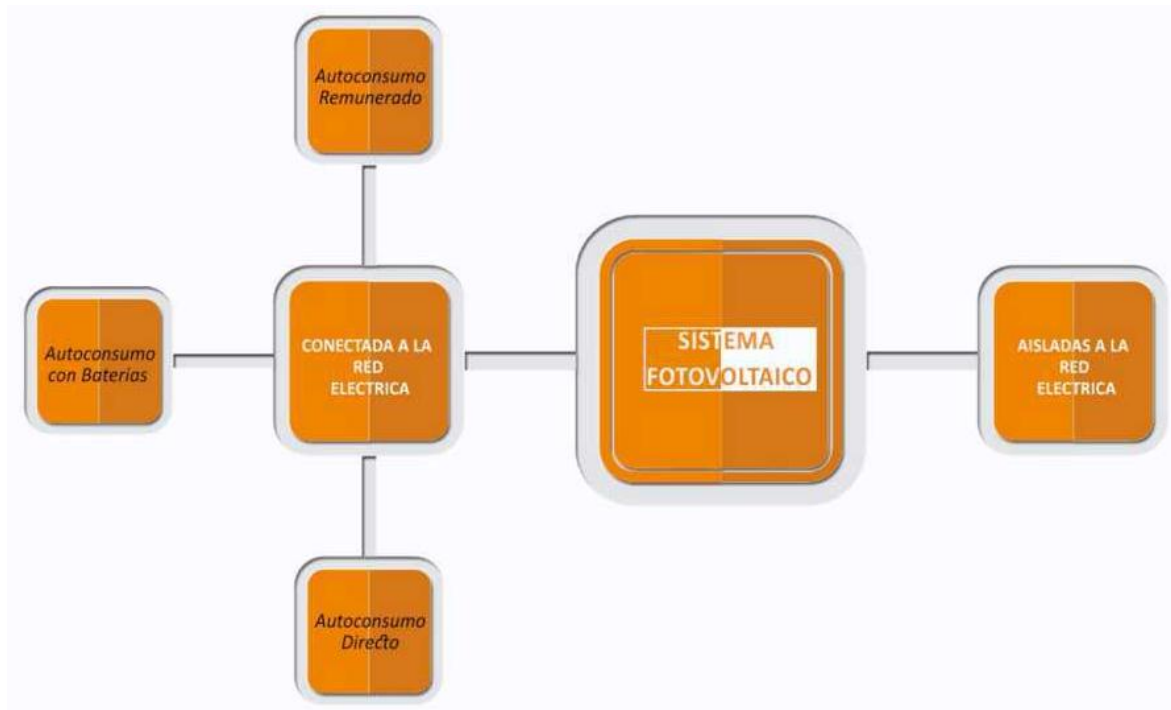 Autoconsumo
Remunerado
Autoconsumo
con Baterias
CONECTADA A LA
RED
ELECTRICA
SISTEMA
FOTOVOLTAICO
AISLADAS A LA
RED
ELECTRICA
Autoconsumo
Directo